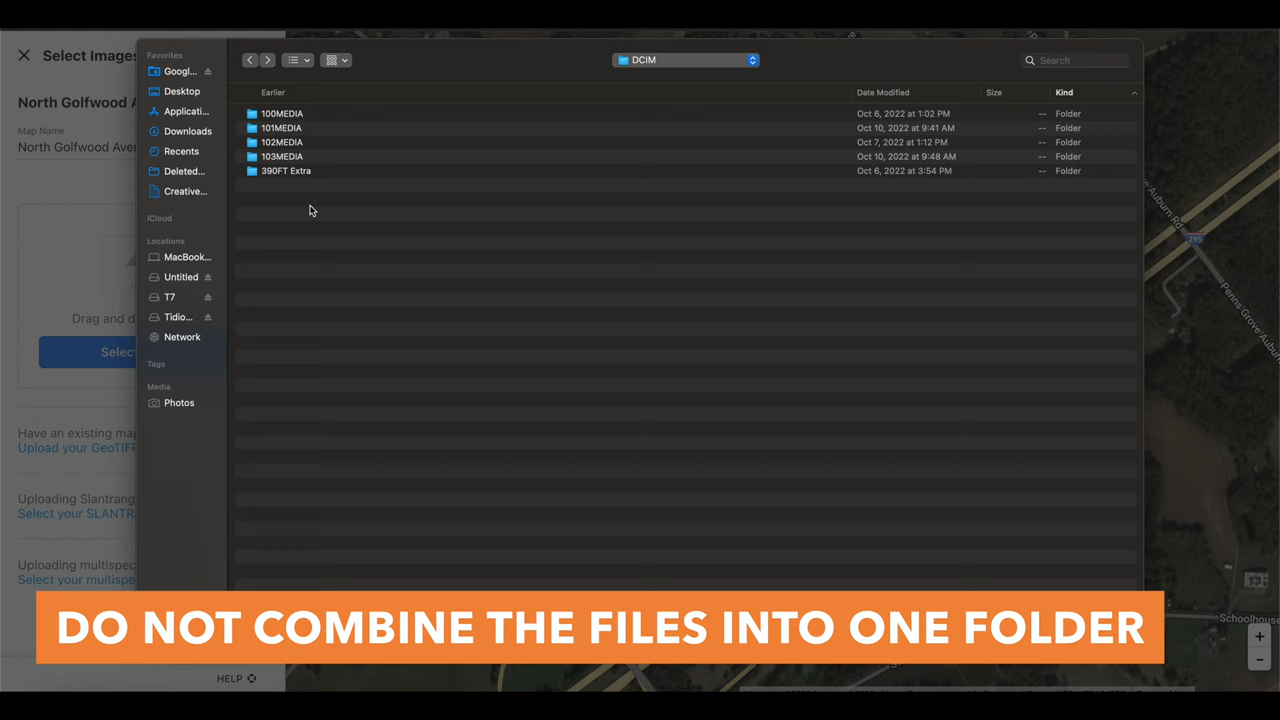 Select Images
North Golfwood A
Map Name
North Golfwood Aven
Drag and d
Select
Have an existing ma
Upload your GeoTIFF
Uploading Slantrang
Select your SLANTRA
Uploading multispec
Select your multispe
HELP
Favorites
Googl...
Desktop
Applicati...
Downloads
Recents
Deleted...
Creative...
iCloud
Locations
MacBook...
Untitled
T7
Tidio...
Network
Tags
Media
Photos
DCIM
Search
Earlier Date Modified Size Kind
100MEDIA Oct 6, 2022 at 1:02 PM -- Folder
101MEDIA Oct 10, 2022 at 9:41 AM -- Folder
102MEDIA Oct 7, 2022 at 1:12 PM -- Folder
103MEDIA Oct 10, 2022 at 9:48 AM -- Folder
390FT Extra Oct 6, 2022 at 3:54 PM -- Folder
Auburn Rd
295
Penns Grove Aubur
Schoolhouse
+
−
DO NOT COMBINE THE FILES INTO ONE FOLDER